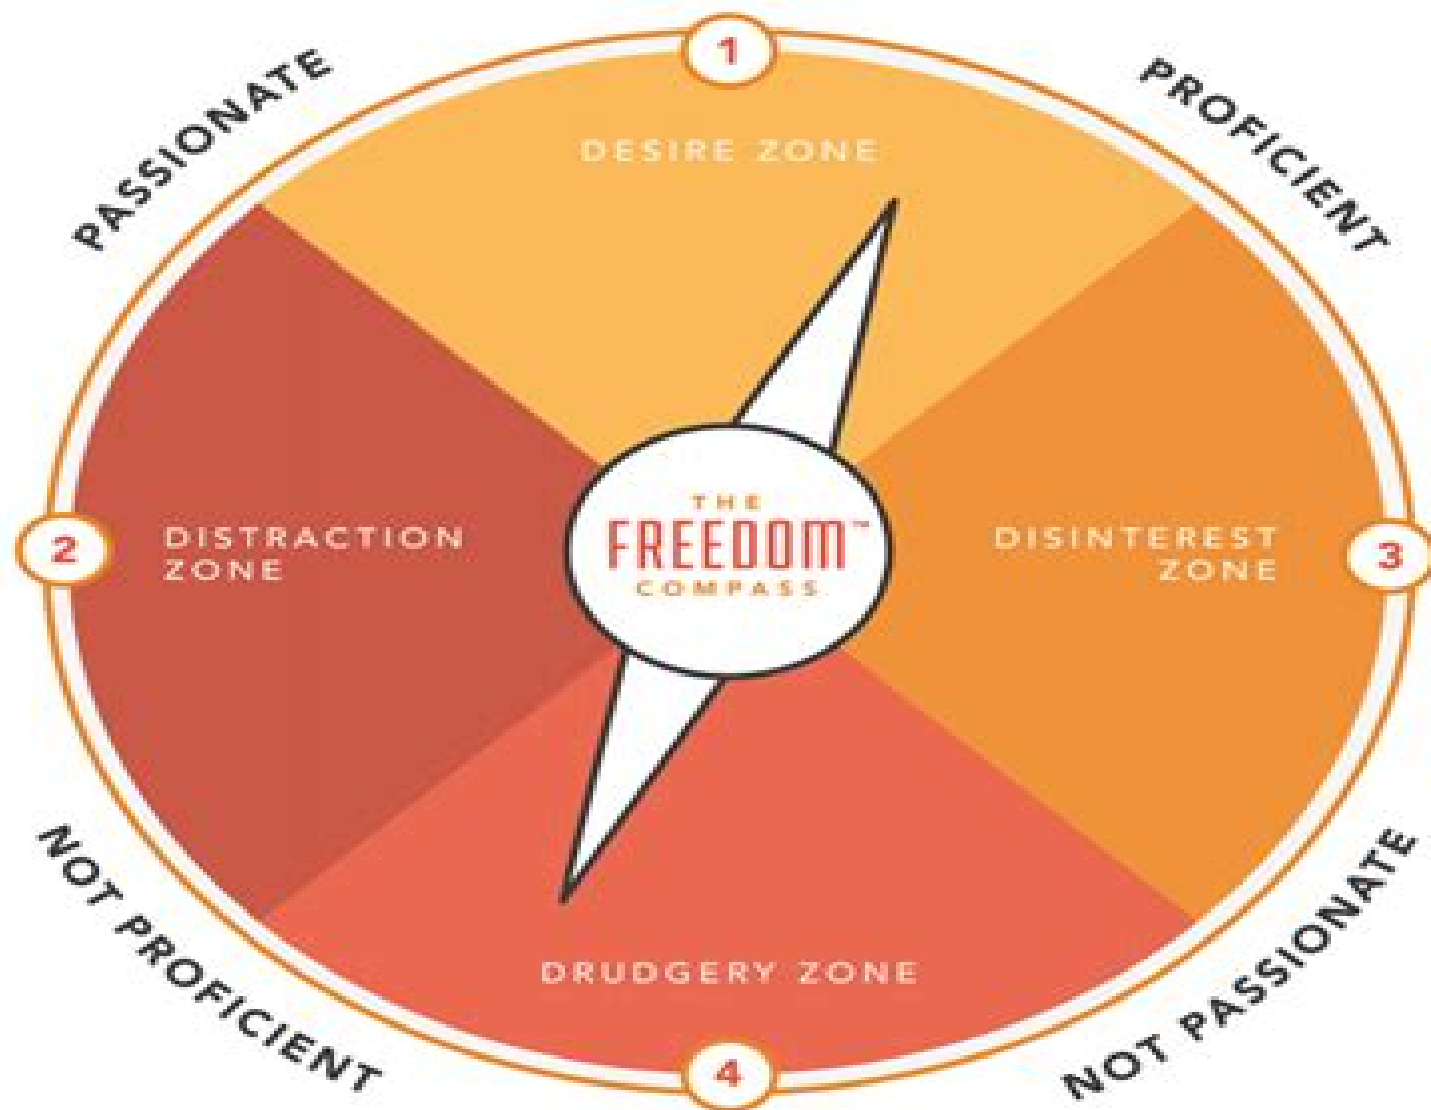 1
PASSIONATE
PROFICIENT
DESIRE ZONE
2
DISTRACTION
ZONE
THE
FREEDOM™
COMPASS
DISINTEREST
ZONE
3
NOT PROFICIENT
NOT PASSIONATE
DRUDGERY ZONE
4